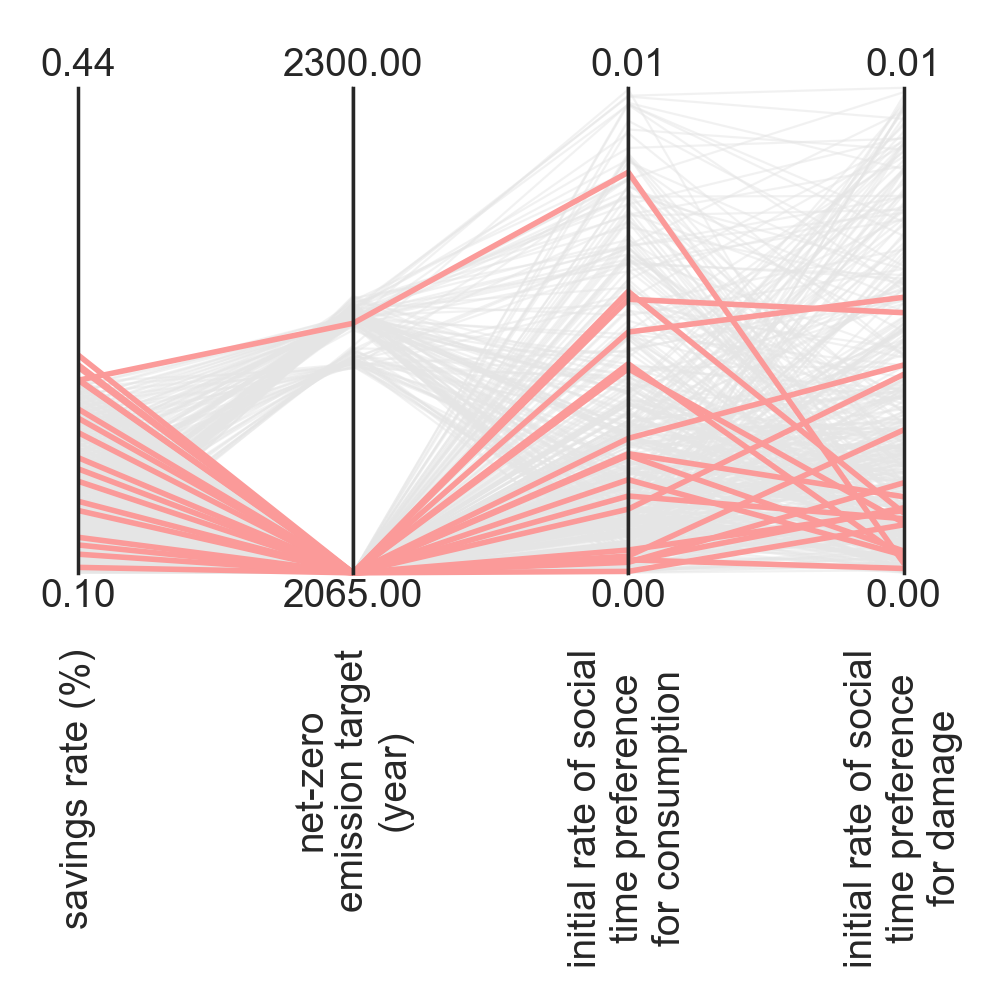 0.44
2300.00
0.01
0.01
0.10
2065.00
0.00
0.00
savings rate (%)
net-zero
emission target
(year)
initial rate of social
time preference
for consumption
initial rate of social
time preference
for damage